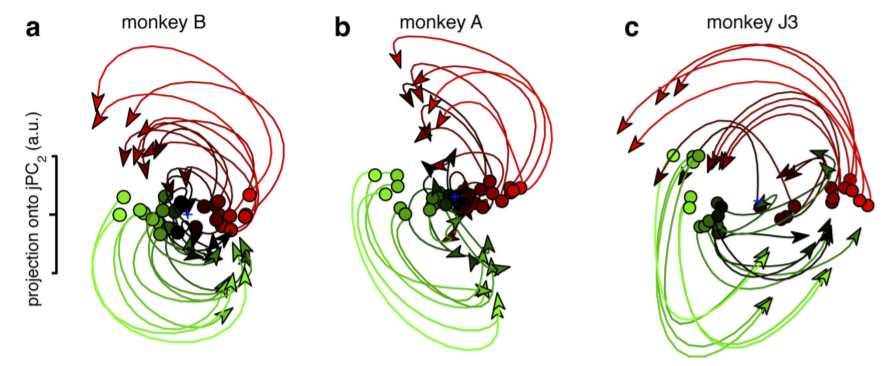 a
monkey B
b
monkey A
c
monkey J3
projection onto jPC2 (a.u.)